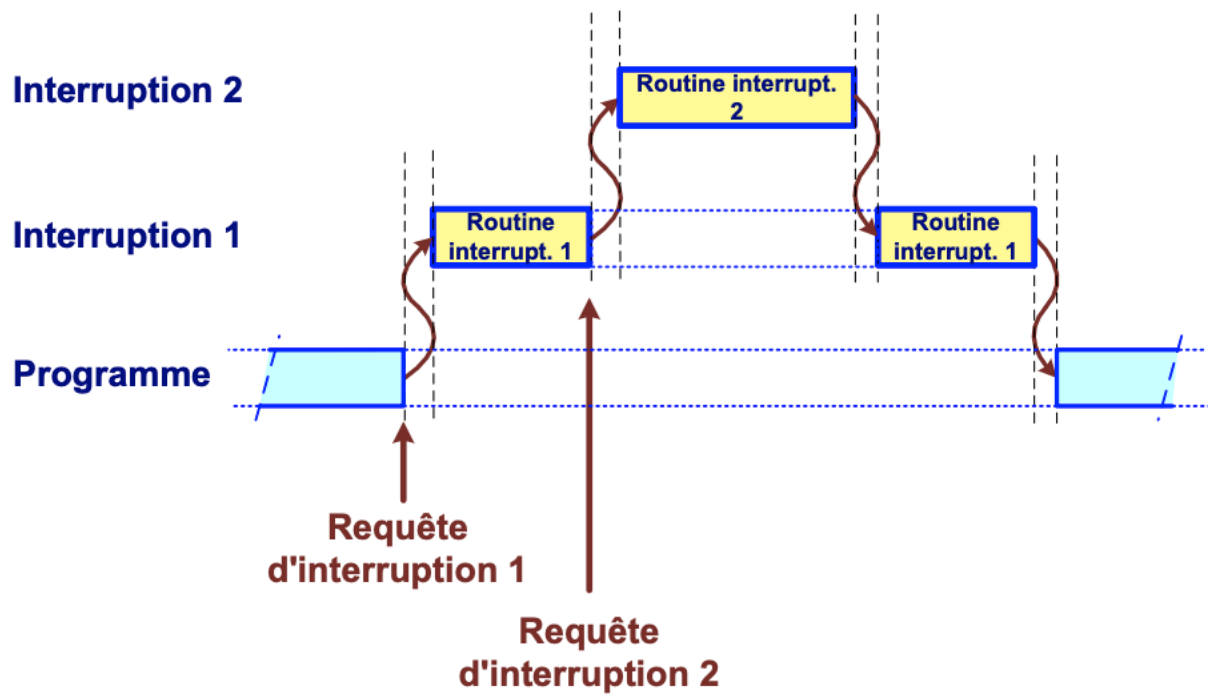 Interruption 2
Routine interrupt.
2
Interruption 1
Routine
interrupt. 1
Routine
interrupt. 1
Programme
Requête
d'interruption 1
Requête
d'interruption 2